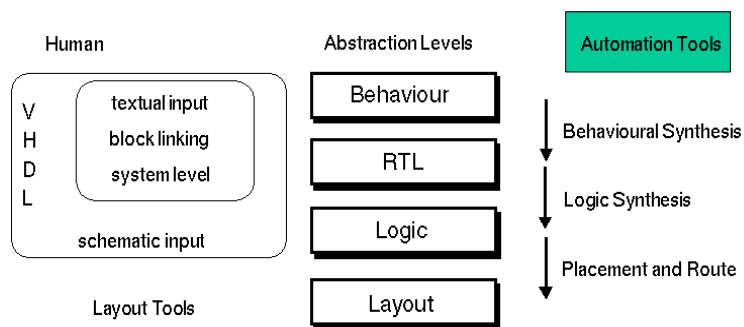 Human
Abstraction Levels
Automation Tools
V
H
D
L
textual input
block linking
system level
schematic input
Layout Tools
Behaviour
RTL
Logic
Layout
Behavioural Synthesis
Logic Synthesis
Placement and Route